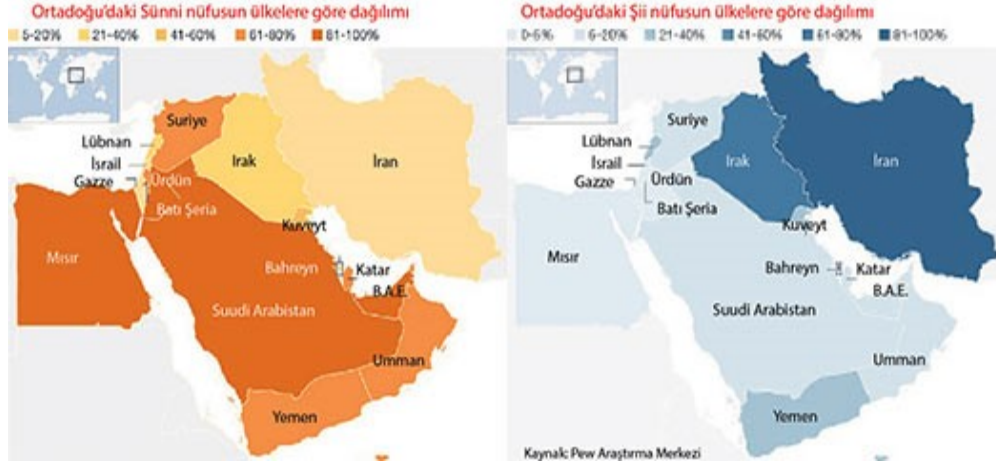 Ortadoğu'daki Sünni nüfusun ülkelere göre dağılımı
5-20% 21-40% 41-60% 61-80% 81-100%
Suriye
Lübnan
İsrail
Irak
İran
Gazze
Ürdün
Batı Şeria
Kuveyt
Mısır
Bahreyn
Katar
B.A.E.
Suudi Arabistan
Umman
Yemen
Ortadoğu'daki Şii nüfusun ülkelere göre dağılımı
0-5% 6-20% 21-40% 41-60% 61-80% 81-100%
Suriye
Lübnan
İsrail
Irak
İran
Gazze
Ürdün
Batı Şeria
Kuveyt
Mısır
Bahreyn
Katar
B.A.E.
Suudi Arabistan
Umman
Yemen
Kaynak: Pew Araştırma Merkezi